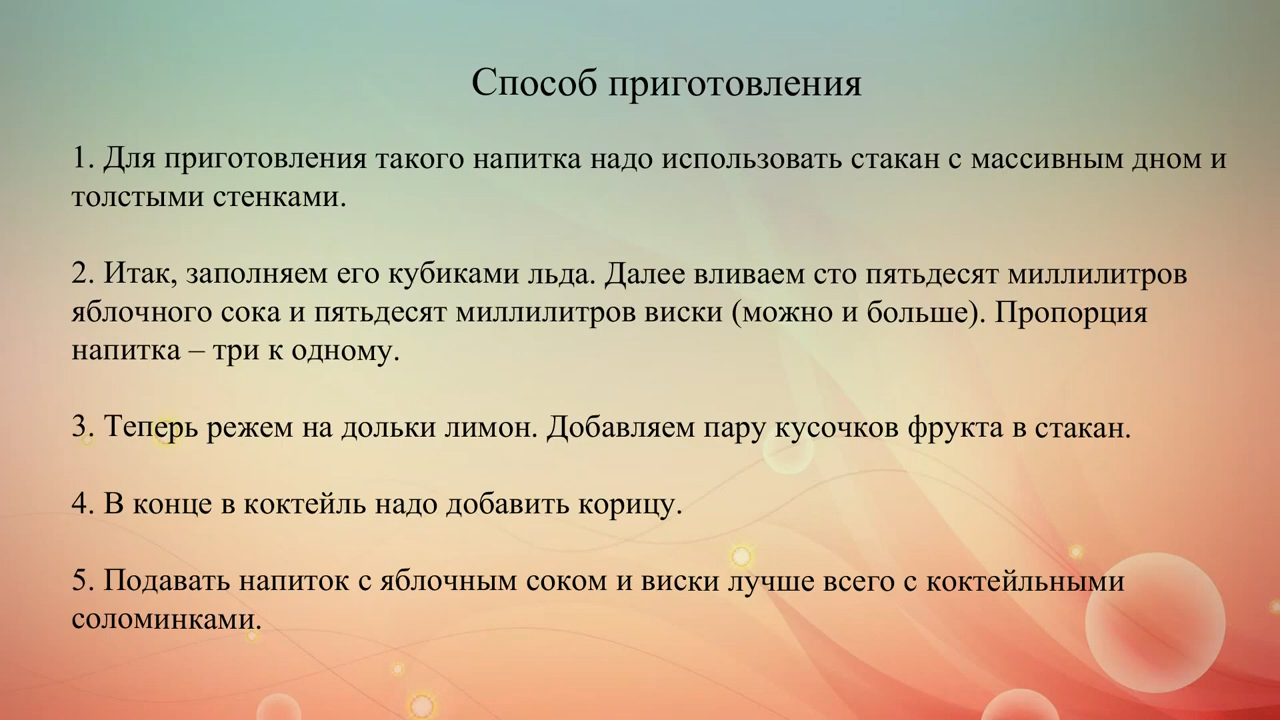 Способ приготовления
1. Для приготовления такого напитка надо использовать стакан с массивным дном и
толстыми стенками.
2. Итак, заполняем его кубиками льда. Далее вливаем сто пятьдесят миллилитров
яблочного сока и пятьдесят миллилитров виски (можно и больше). Пропорция
напитка – три к одному.
3. Теперь режем на дольки лимон. Добавляем пару кусочков фрукта в стакан.
4. В конце в коктейль надо добавить корицу.
5. Подавать напиток с яблочным соком и виски лучше всего с коктейльными
соломинками.